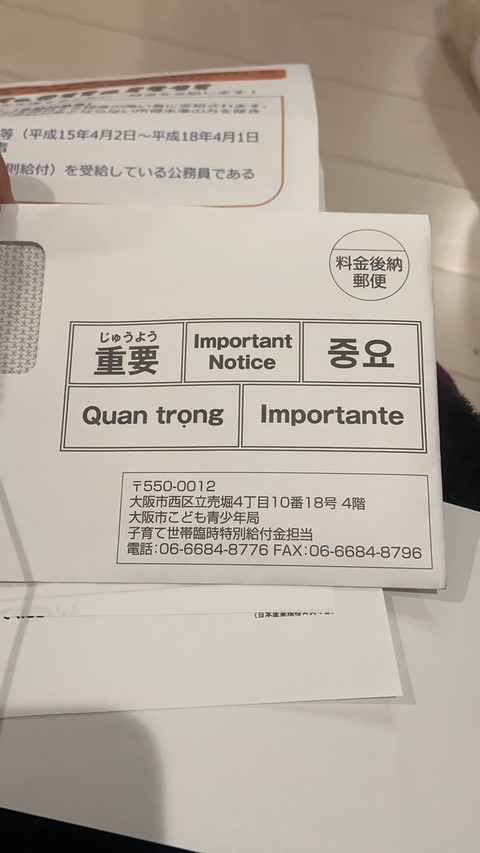 等（平成15年4月2日～平成18年4月1日
者
則給付）を受給している公務員である
料金後納
郵便
じゅうよう
重要
Important
Notice
중요
Quan trọng
Importante
〒550-0012
大阪市西区立売堀4丁目10番18号 4階
大阪市こども青少年局
子育て世帯臨時特別給付金担当
電話：06-6684-8776 FAX：06-6684-8796